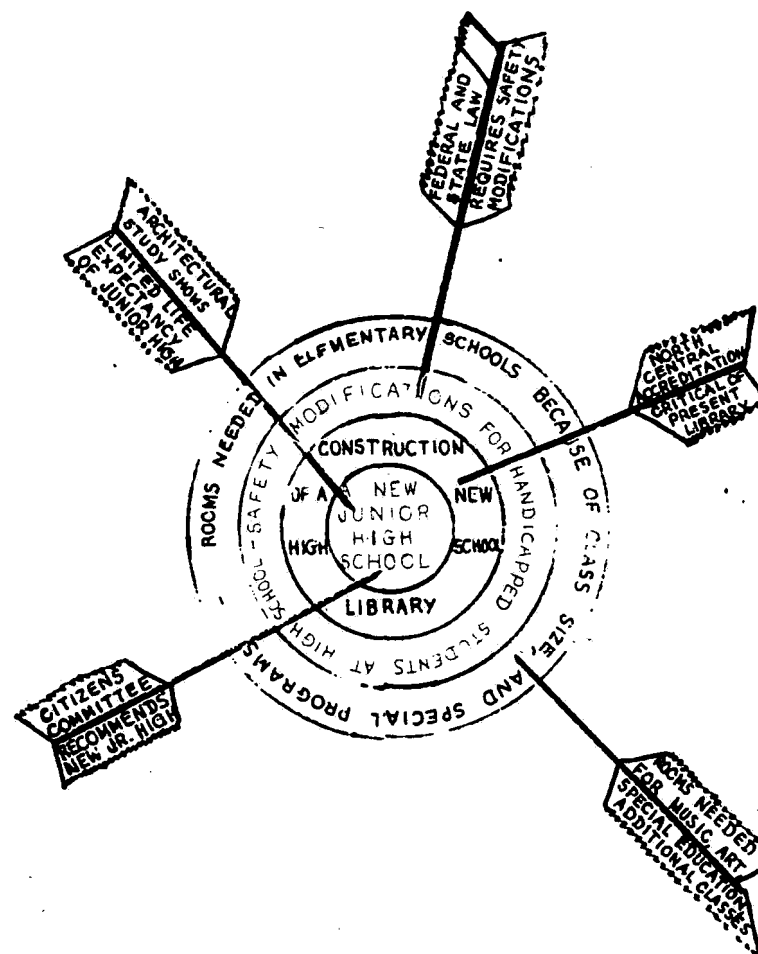 FEDERAL AND
STATE LAW
REQUIRES SAFETY
MODIFICATIONS
ARCHITECTURAL
STUDY SHOWS
LIMITED LIFE
EXPECTANCY
OF JUNIOR HIGH
NORTH
CENTRAL
ACCREDITATION
CRITICAL OF
PRESENT
LIBRARY
ROOMS NEEDED IN ELEMENTARY SCHOOLS BECAUSE OF CLASS SIZE, AND SPECIAL PROGRAMS
SAFETY MODIFICATIONS FOR HANDICAPPED STUDENTS AT HIGH SCHOOL-
CONSTRUCTION
OF A NEW
HIGH SCHOOL
LIBRARY
NEW
JUNIOR
HIGH
SCHOOL
CITIZENS
COMMITTEE
RECOMMENDS
NEW JR. HIGH
ROOMS NEEDED
FOR MUSIC, ART
SPECIAL EDUCATION
ADDITIONAL CLASSES